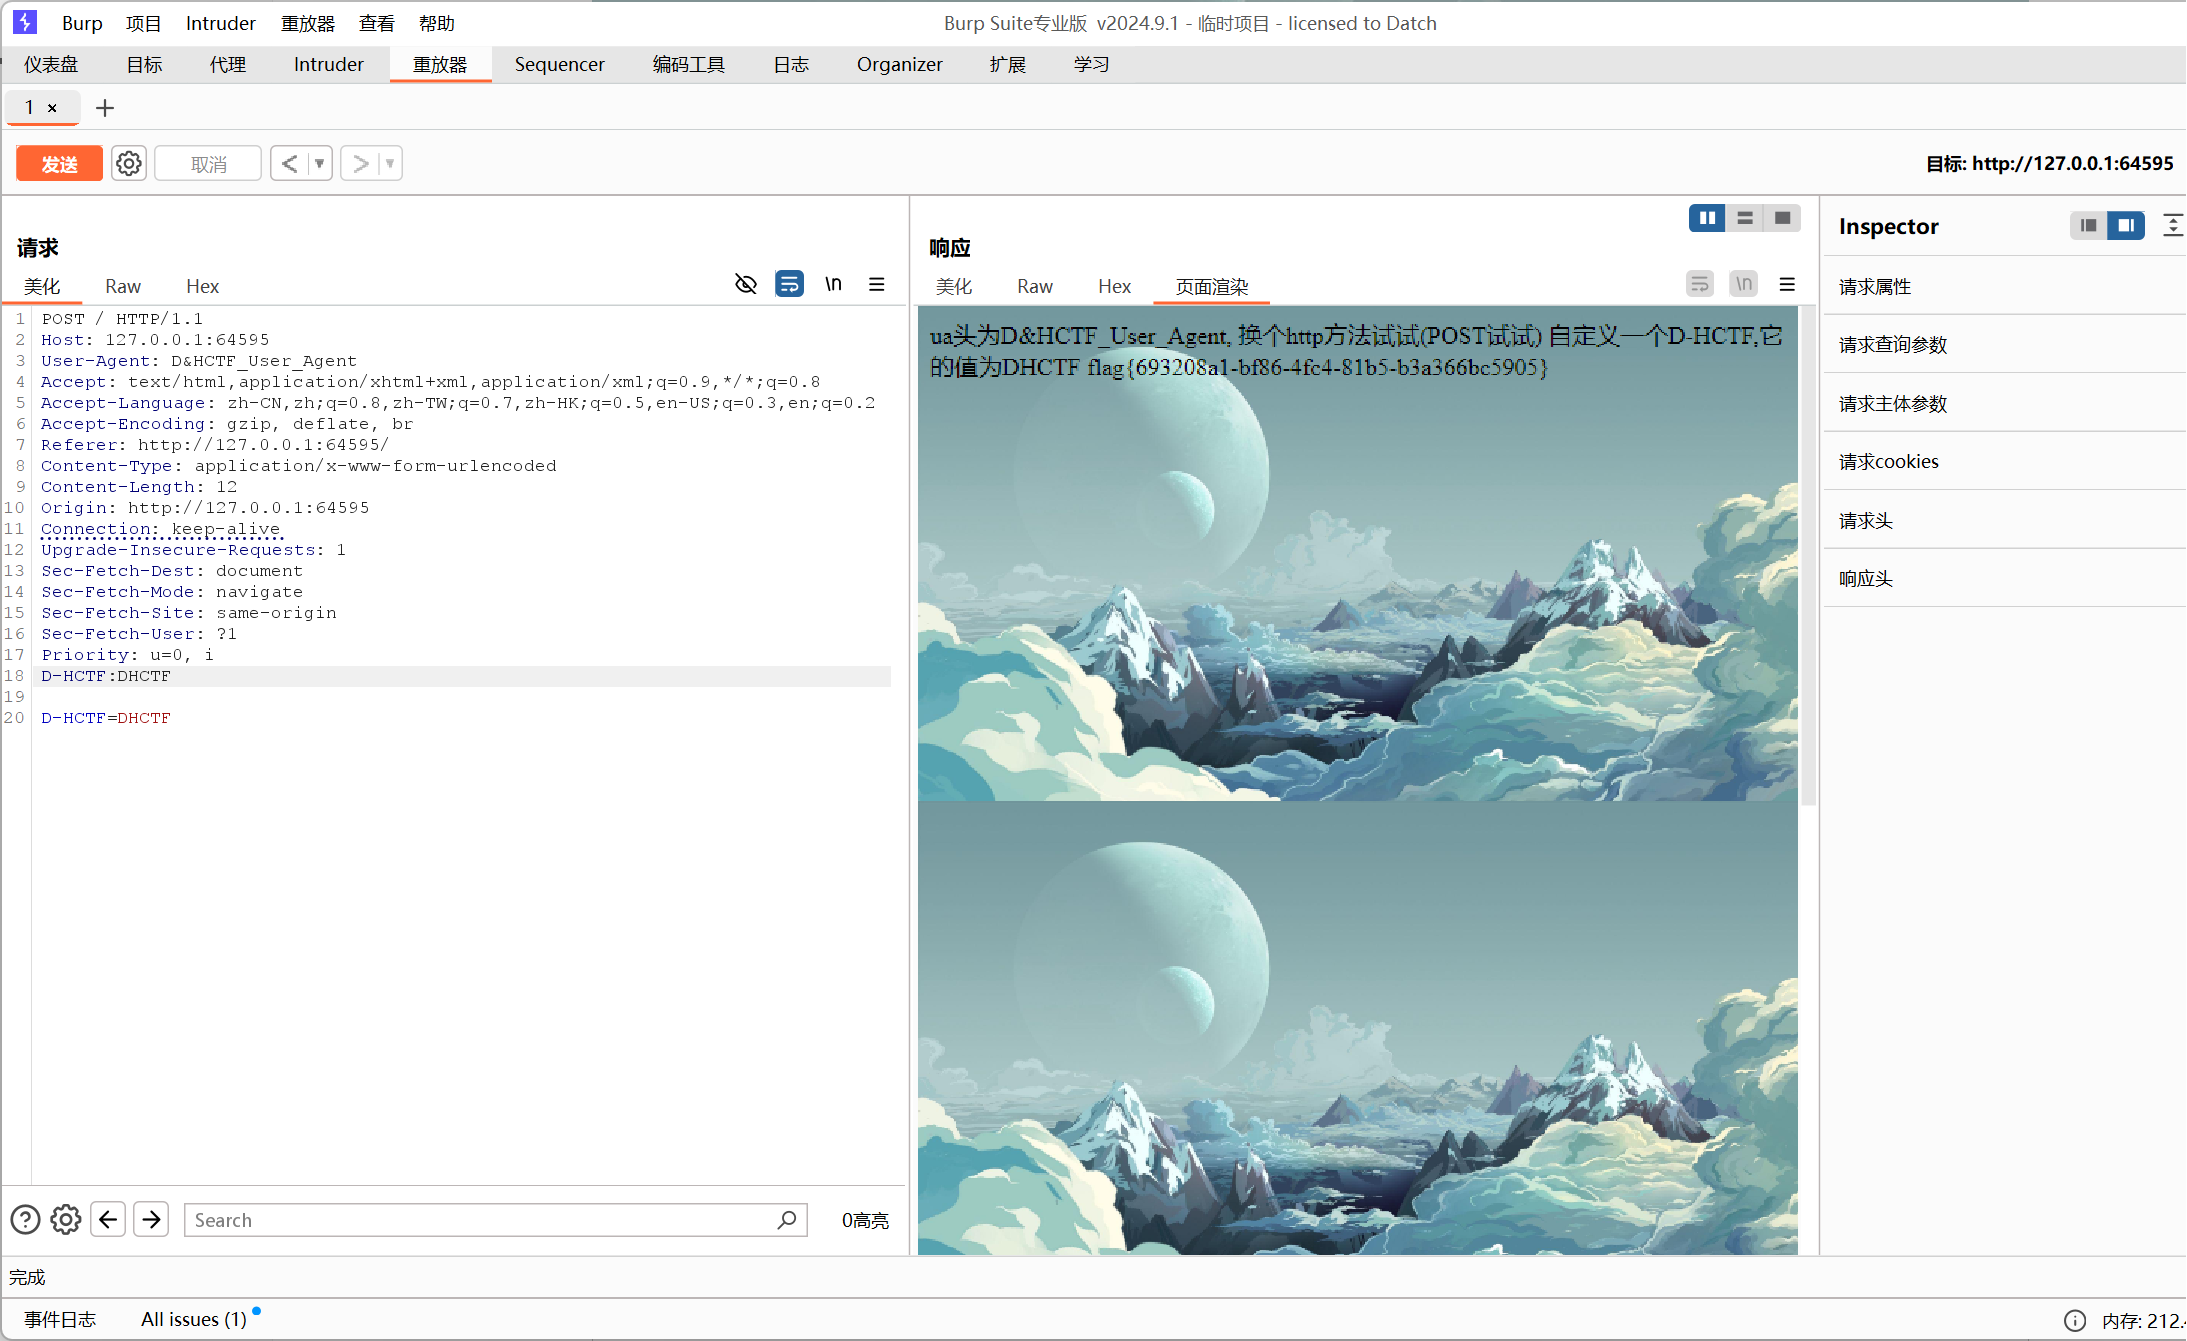 Burp 项目 Intruder 重放器 查看 帮助 Burp Suite专业版 v2024.9.1 - 临时项目 - licensed to Datch
仪表盘 目标 代理 Intruder 重放器 Sequencer 编码工具 日志 Organizer 扩展 学习
1 × +
发送 取消 < > 目标: http://127.0.0.1:64595
请求
美化 Raw Hex \n
1 POST / HTTP/1.1
2 Host: 127.0.0.1:64595
3 User-Agent: D&HCTF_User_Agent
4 Accept: text/html,application/xhtml+xml,application/xml;q=0.9,*/*;q=0.8
5 Accept-Language: zh-CN,zh;q=0.8,zh-TW;q=0.7,zh-HK;q=0.5,en-US;q=0.3,en;q=0.2
6 Accept-Encoding: gzip, deflate, br
7 Referer: http://127.0.0.1:64595/
8 Content-Type: application/x-www-form-urlencoded
9 Content-Length: 12
10 Origin: http://127.0.0.1:64595
11 Connection: keep-alive
12 Upgrade-Insecure-Requests: 1
13 Sec-Fetch-Dest: document
14 Sec-Fetch-Mode: navigate
15 Sec-Fetch-Site: same-origin
16 Sec-Fetch-User: ?1
17 Priority: u=0, i
18 D-HCTF:DHCTF
19
20 D-HCTF=DHCTF
Search 0高亮
响应
美化 Raw Hex 页面渲染 \n
ua头为D&HCTF_User_Agent, 换个http方法试试(POST试试) 自定义一个D-HCTF,它
的值为DHCTF flag{693208a1-bf86-4fc4-81b5-b3a366bc5905}
Inspector
请求属性
请求查询参数
请求主体参数
请求cookies
请求头
响应头
完成
事件日志 All issues (1) 内存: 212.